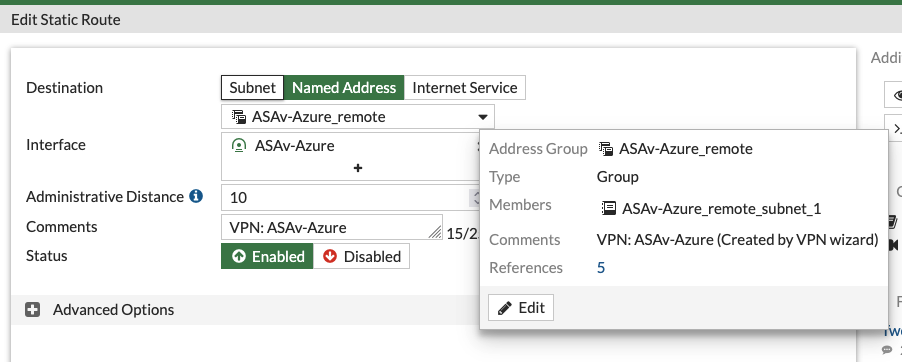 Edit Static Route
Addi
Destination Subnet Named Address Internet Service
ASAv-Azure_remote
Interface ASAv-Azure
+
Administrative Distance 10
Comments VPN: ASAv-Azure 15/2
Status Enabled Disabled
Advanced Options
Address Group ASAv-Azure_remote
Type Group
Members ASAv-Azure_remote_subnet_1
Comments VPN: ASAv-Azure (Created by VPN wizard)
References 5
Edit